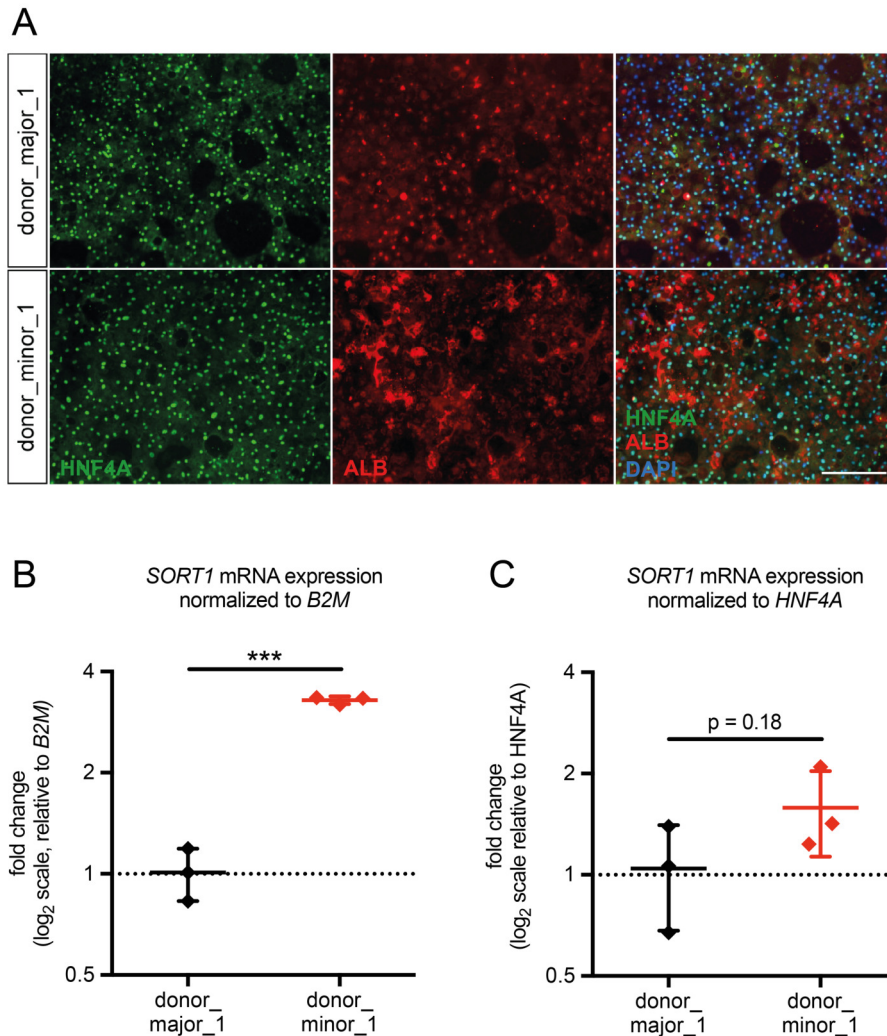 A
donor_major_1
donor_minor_1
HNF4A
ALB
HNF4A
ALB
DAPI
B
SORT1 mRNA expression
normalized to B2M
fold change
(log2 scale, relative to B2M)
4
2
1
0.5
***
donor_
major_1
donor_
minor_1
C
SORT1 mRNA expression
normalized to HNF4A
fold change
(log2 scale relative to HNF4A)
4
2
1
0.5
p = 0.18
donor_
major_1
donor_
minor_1